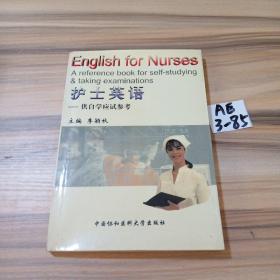 English for Nurses
A reference book for self-studying
& taking examinations
护士英语
— 供自学应试参考
主编 李颖秋
中国协和医科大学出版社
AE
3-85